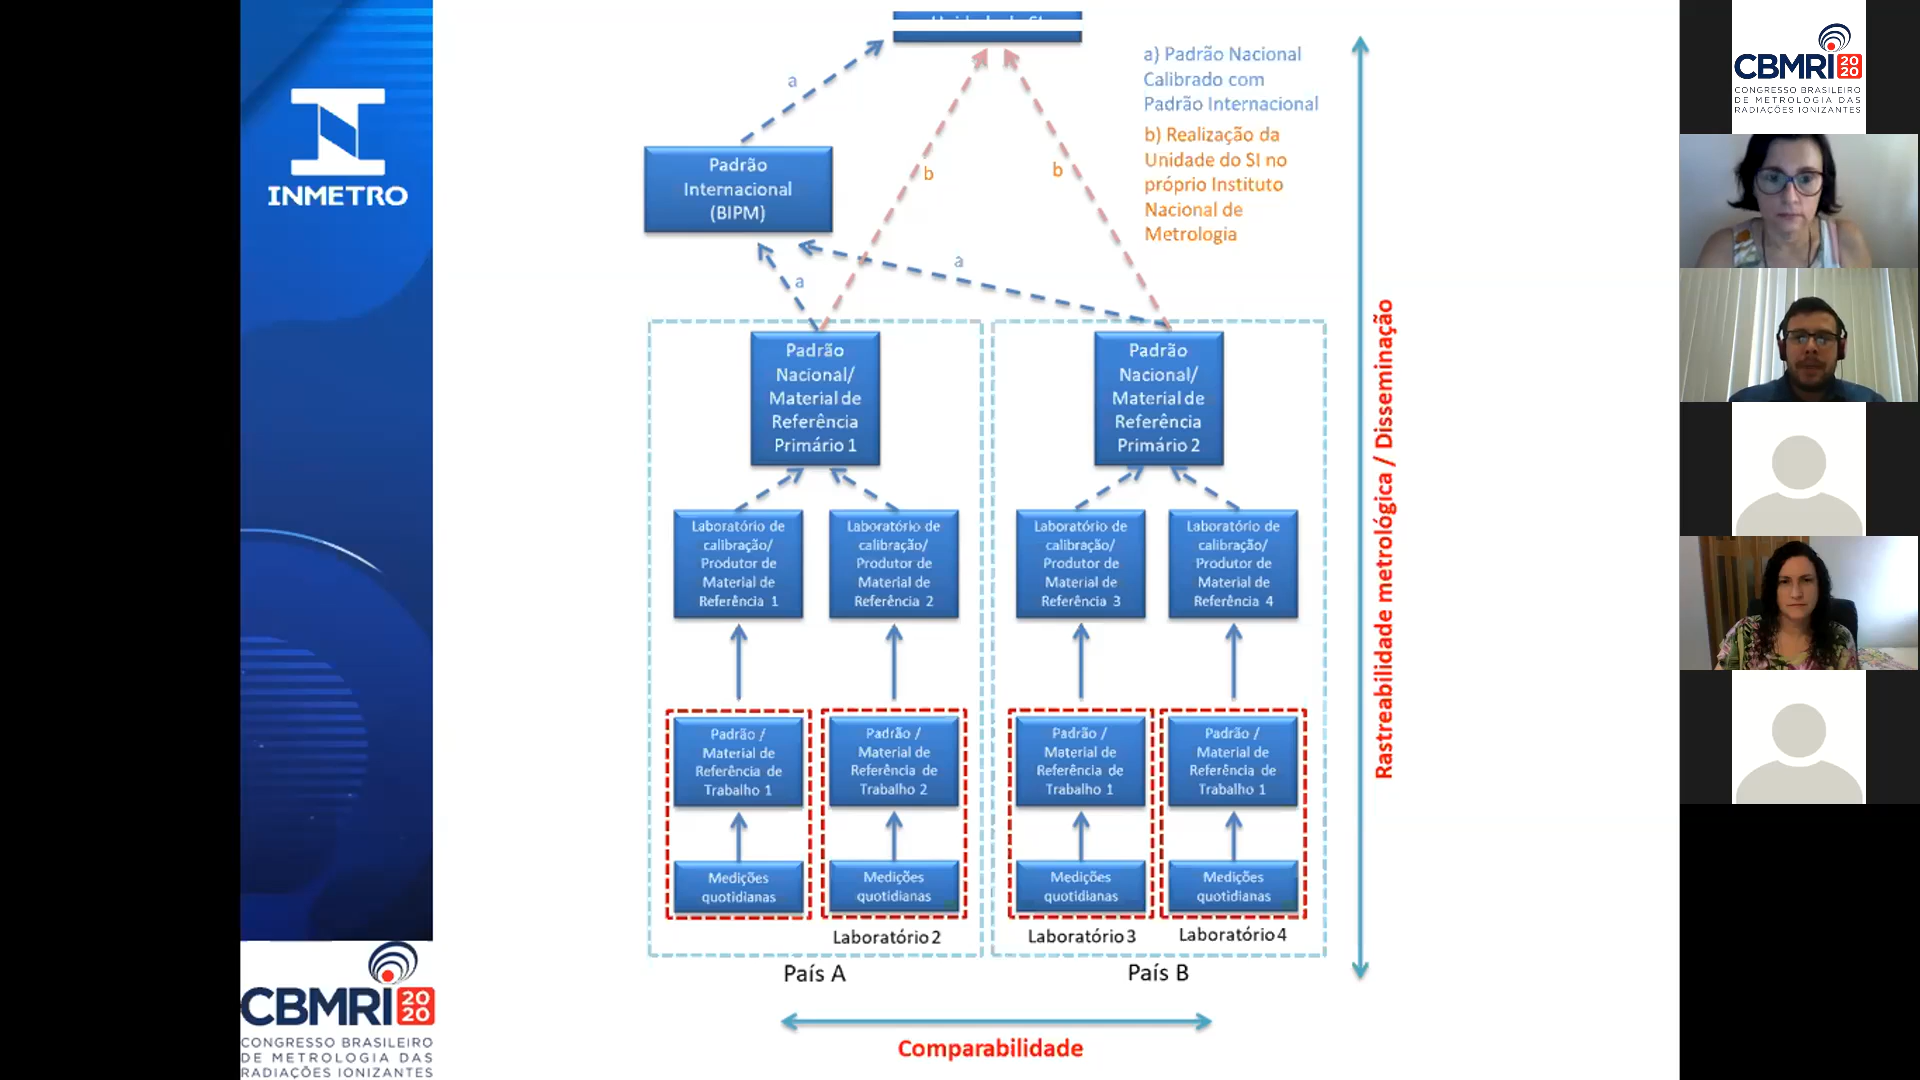 INMETRO
a) Padrão Nacional
Calibrado com
Padrão Internacional
b) Realização da
Unidade do SI no
próprio Instituto
Nacional de
Metrologia
a
b
b
Padrão
Internacional
(BIPM)
a
a
Padrão
Nacional/
Material de
Referência
Primário 1
Padrão
Nacional/
Material de
Referência
Primário 2
Laboratório de
calibração/
Produtor de
Material de
Referência 1
Laboratório de
calibração/
Produtor de
Material de
Referência 2
Laboratório de
calibração/
Produtor de
Material de
Referência 3
Laboratório de
calibração/
Produtor de
Material de
Referência 4
Padrão /
Material de
Referência de
Trabalho 1
Padrão /
Material de
Referência de
Trabalho 2
Padrão /
Material de
Referência de
Trabalho 1
Padrão /
Material de
Referência de
Trabalho 1
Medições
quotidianas
Medições
quotidianas
Medições
quotidianas
Medições
quotidianas
Laboratório 2
Laboratório 3
Laboratório 4
País A
País B
Comparabilidade
Rastreabilidade metrológica / Disseminação
CBMRI 2020
CONGRESSO BRASILEIRO
DE METROLOGIA DAS
RADIAÇÕES IONIZANTES
CBMRI 2020
CONGRESSO BRASILEIRO
DE METROLOGIA DAS
RADIAÇÕES IONIZANTES